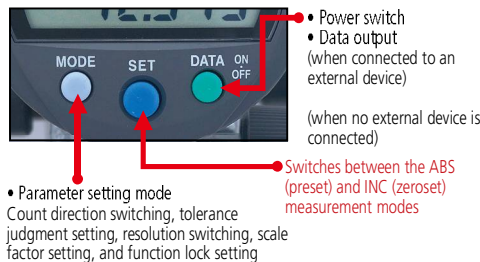 MODE
SET
DATA
ON
OFF
• Power switch
• Data output
(when connected to an
external device)
(when no external device is
connected)
Switches between the ABS
(preset) and INC (zeroset)
measurement modes
• Parameter setting mode
Count direction switching, tolerance
judgment setting, resolution switching, scale
factor setting, and function lock setting